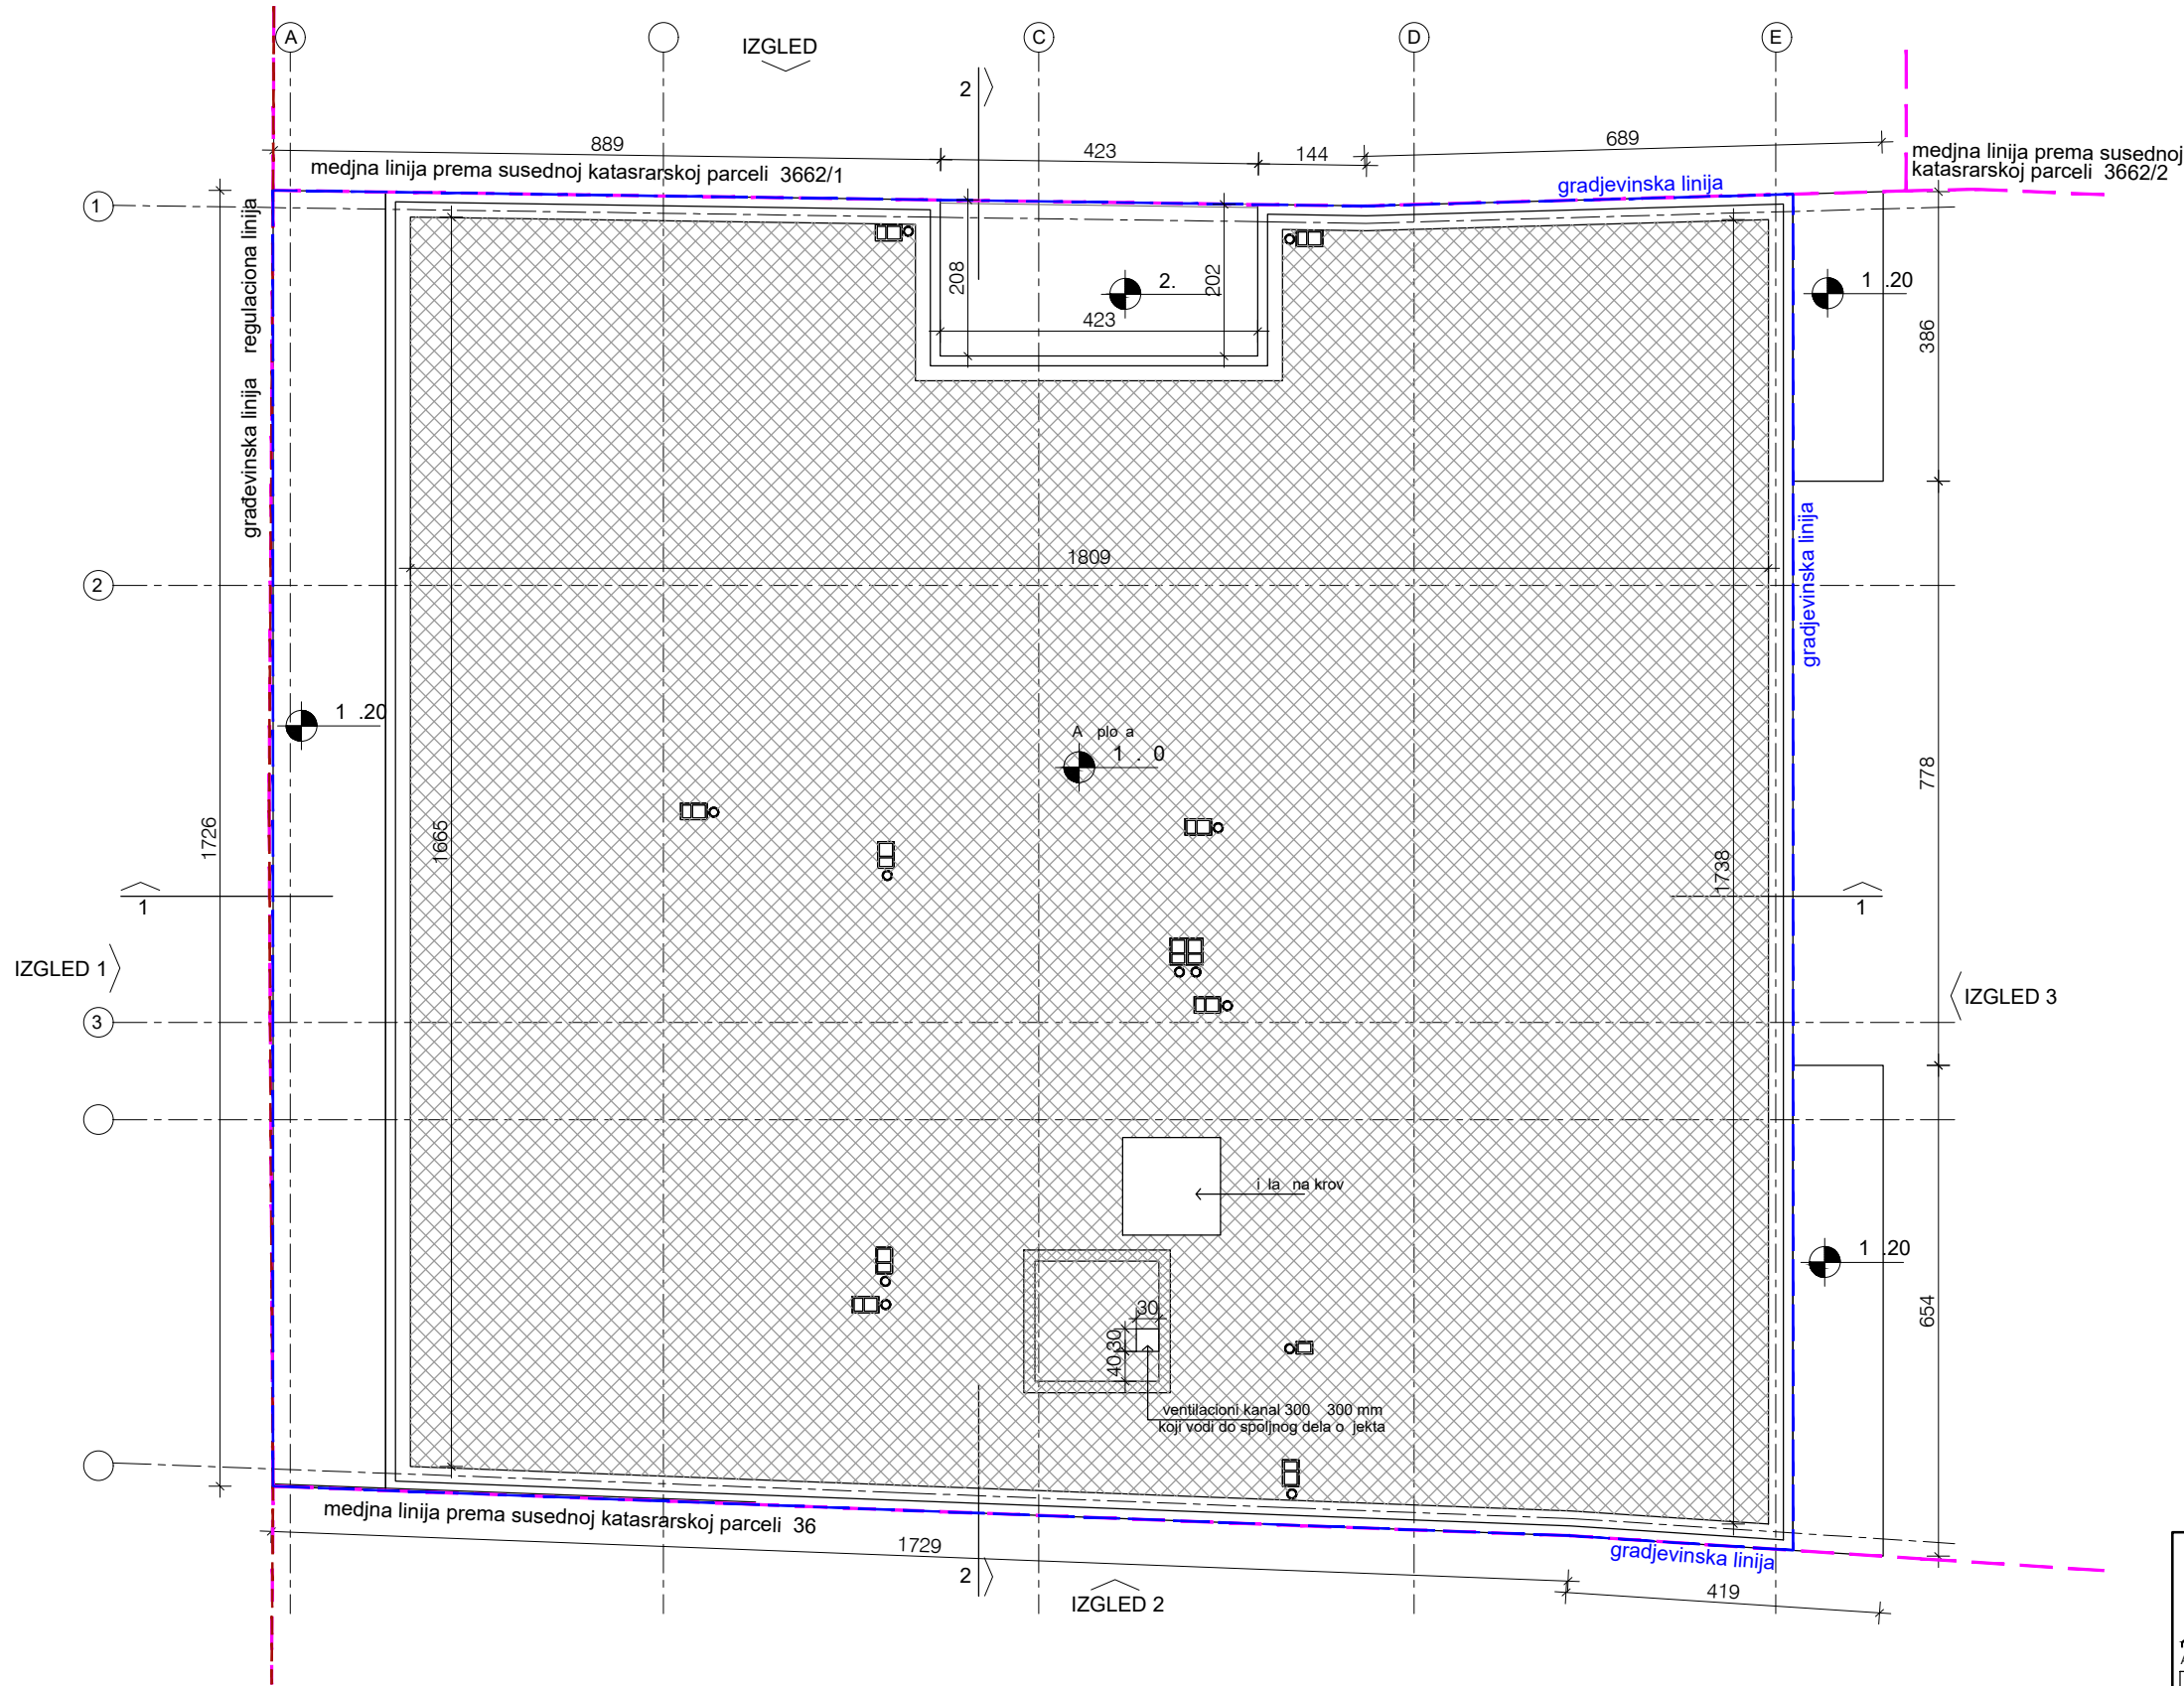 A
C
D
E
IZGLED
2
889
423
144
689
medjna linija prema susednoj katasrarskoj parceli 3662/1
gradjevinska linija
medjna linija prema susednoj
katasrarskoj parceli 3662/2
1
regulaciona linija
građevinska linija
208
2.
202
423
1 .20
386
1809
2
gradjevinska linija
1 .20
A plo a
1 . 0
778
1726
1665
1738
1
1
IZGLED 1
IZGLED 3
3
i la na krov
1 .20
30
30
40
654
ventilacioni kanal 300 300 mm
koji vodi do spoljnog dela o jekta
medjna linija prema susednoj katasrarskoj parceli 36
1729
gradjevinska linija
2
IZGLED 2
419